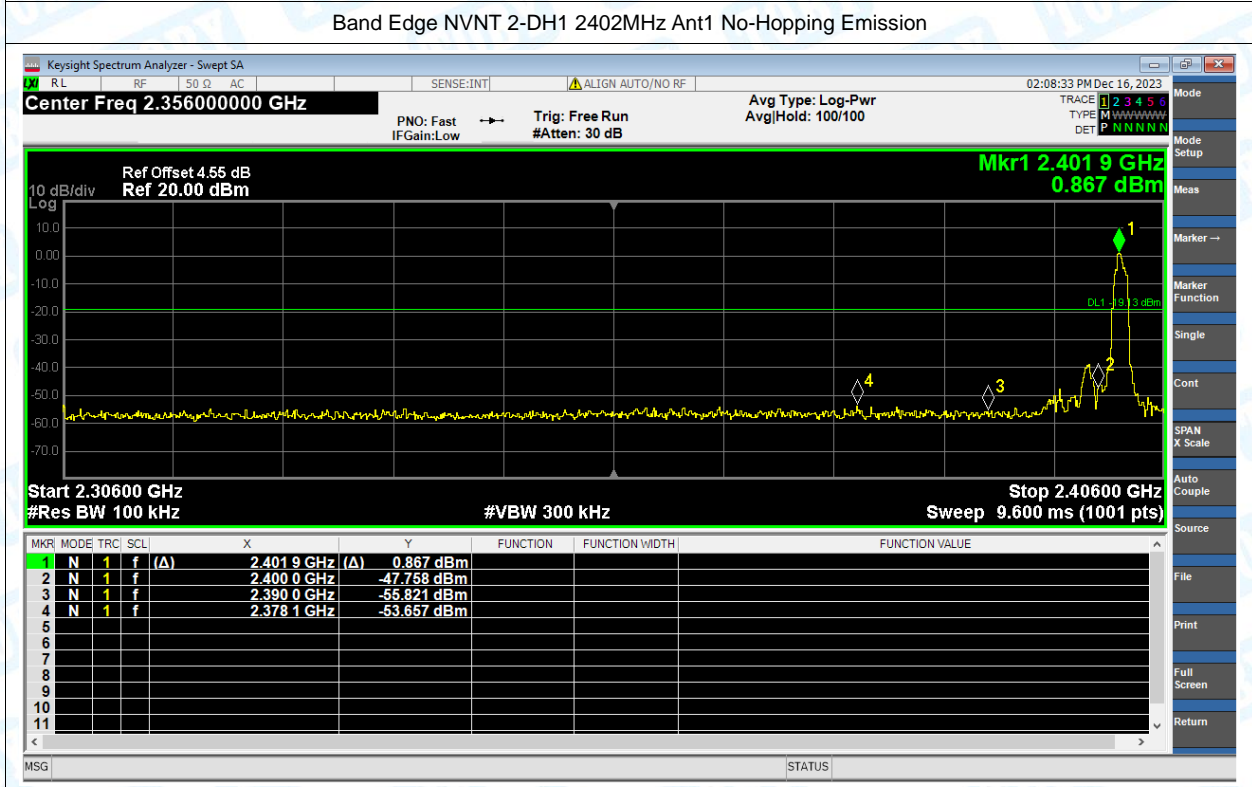 Band Edge NVNT 2-DH1 2402MHz Ant1 No-Hopping Emission
Keysight Spectrum Analyzer - Swept SA
LXI RL RF 50 Ω AC SENSE:INT ALIGN AUTO/NO RF 02:08:33 PM Dec 16, 2023
Center Freq 2.356000000 GHz
PNO: Fast
IFGain:Low
Trig: Free Run
#Atten: 30 dB
Avg Type: Log-Pwr
Avg|Hold: 100/100
TRACE 1 2 3 4 5 6
TYPE M W W W W W
DET P N N N N N
Ref Offset 4.55 dB
10 dB/div Ref 20.00 dBm
Log
Mkr1 2.401 9 GHz
0.867 dBm
10.0
0.00
-10.0
-20.0
-30.0
-40.0
-50.0
-60.0
-70.0
1
DL1 -19.13 dBm
2
4
3
Start 2.30600 GHz Stop 2.40600 GHz
#Res BW 100 kHz #VBW 300 kHz Sweep 9.600 ms (1001 pts)
MKR MODE TRC SCL X Y FUNCTION FUNCTION WIDTH FUNCTION VALUE
1 N 1 f (Δ) 2.401 9 GHz (Δ) 0.867 dBm
2 N 1 f 2.400 0 GHz -47.758 dBm
3 N 1 f 2.390 0 GHz -55.821 dBm
4 N 1 f 2.378 1 GHz -53.657 dBm
5
6
7
8
9
10
11
MSG STATUS
Mode
Mode
Setup
Meas
Marker →
Marker
Function
Single
Cont
SPAN
X Scale
Auto
Couple
Source
File
Print
Full
Screen
Return